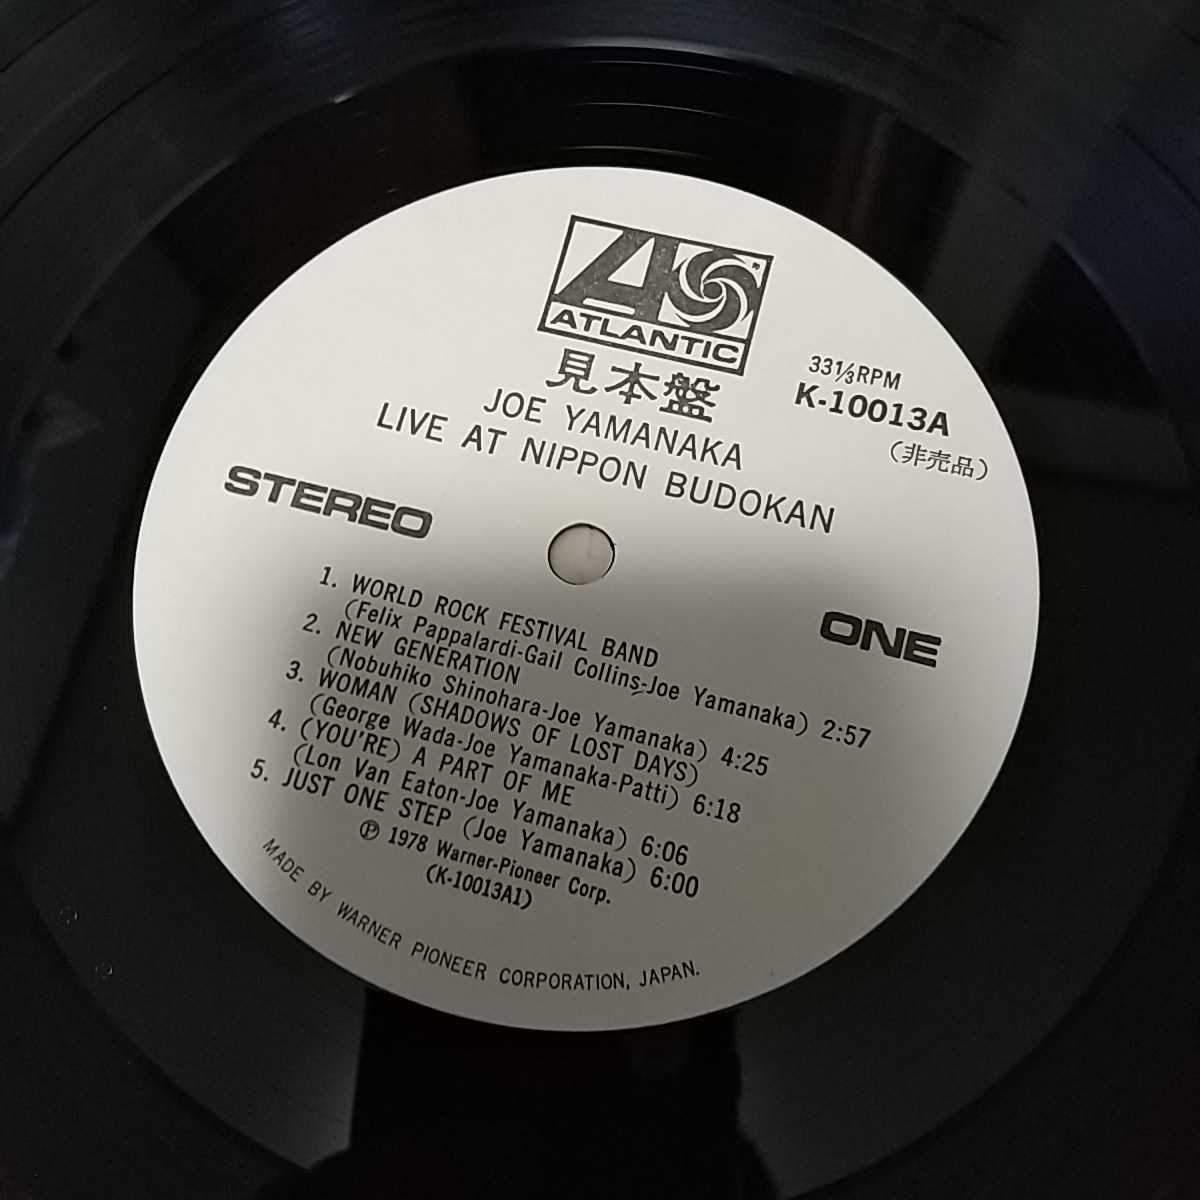 ATLANTIC
見本盤
33⅓RPM
K-10013A
(非売品)
JOE YAMANAKA
LIVE AT NIPPON BUDOKAN
STEREO
ONE
1. WORLD ROCK FESTIVAL BAND
(Felix Pappalardi-Gail Collins-Joe Yamanaka) 2:57
2. NEW GENERATION
(Nobuhiko Shinohara-Joe Yamanaka) 4:25
3. WOMAN (SHADOWS OF LOST DAYS)
(George Wada-Joe Yamanaka-Patti) 6:18
4. (YOU'RE) A PART OF ME
(Lon Van Eaton-Joe Yamanaka) 6:06
5. JUST ONE STEP (Joe Yamanaka) 6:00
Ⓟ 1978 Warner-Pioneer Corp.
(K-10013A1)
MADE BY WARNER PIONEER CORPORATION, JAPAN.